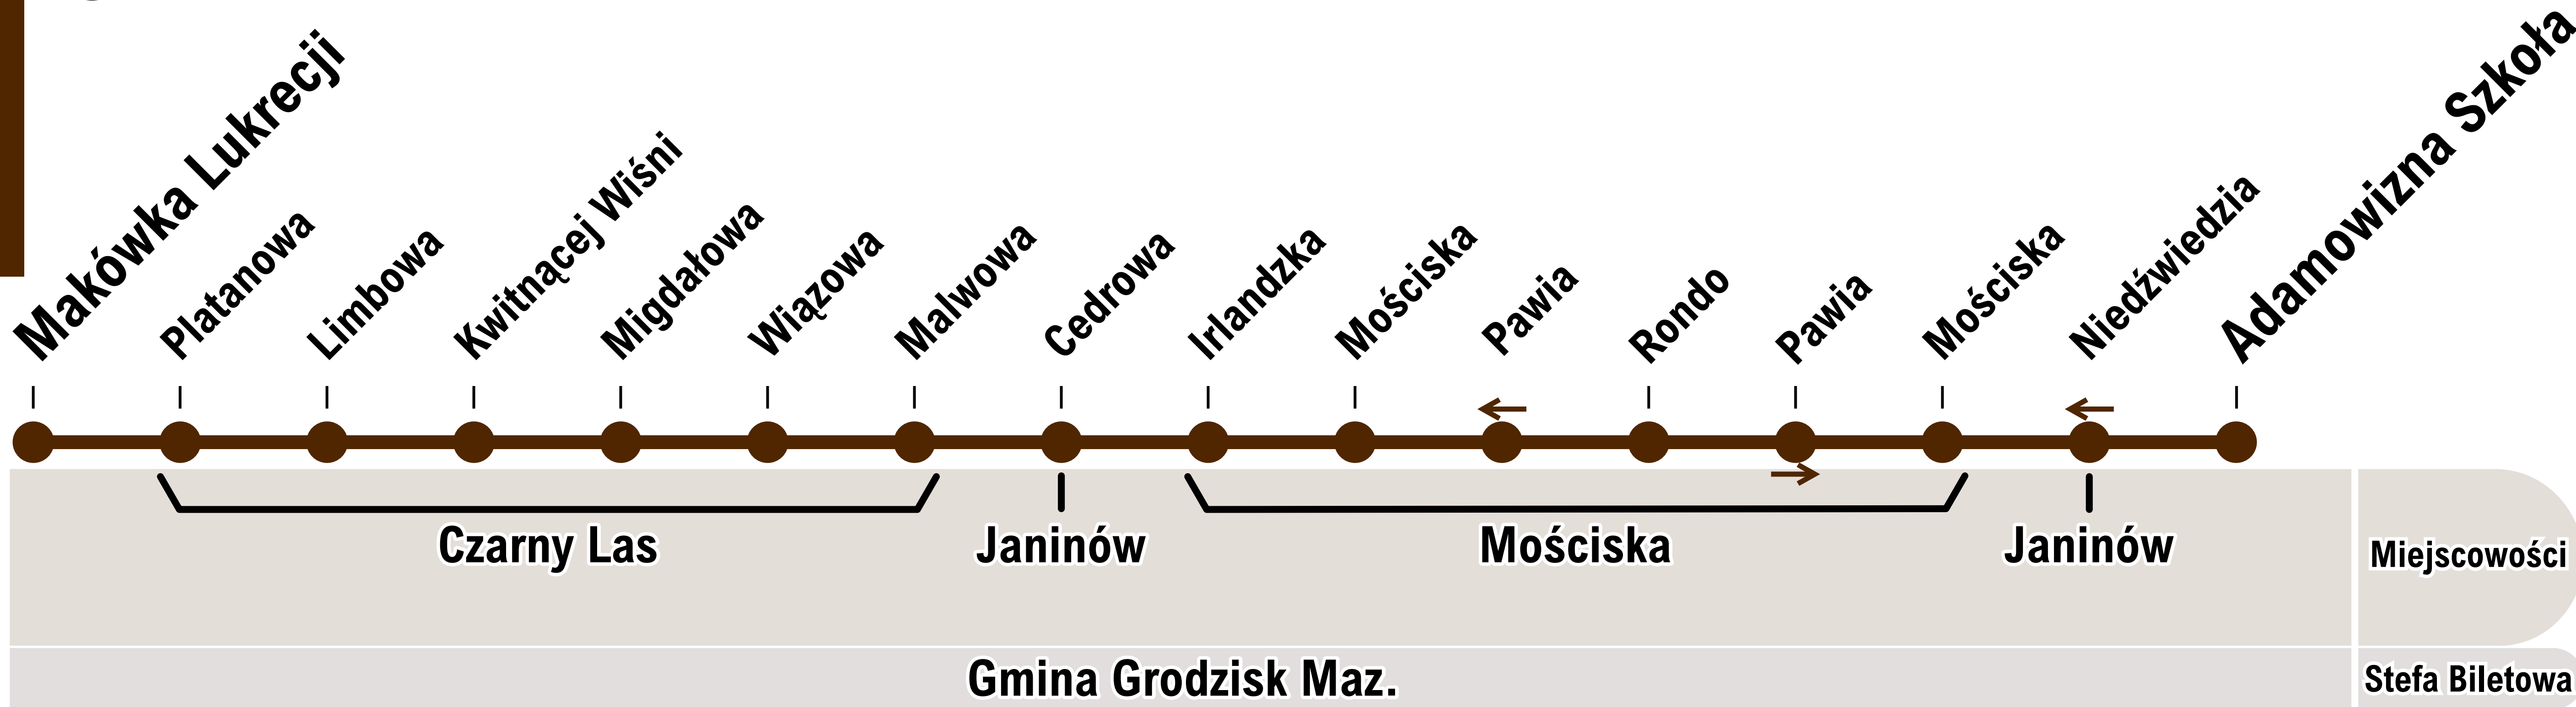 Makówka Lukrecji
Platanowa
Limbowa
Kwitnącej Wiśni
Migdałowa
Wiązowa
Malwowa
Cedrowa
Irlandzka
Mościska
Pawia
Rondo
Pawia
Mościska
Niedźwiedzia
Adamowizna Szkoła
Czarny Las
Janinów
Mościska
Janinów
Miejscowości
Gmina Grodzisk Maz.
Stefa Biletowa